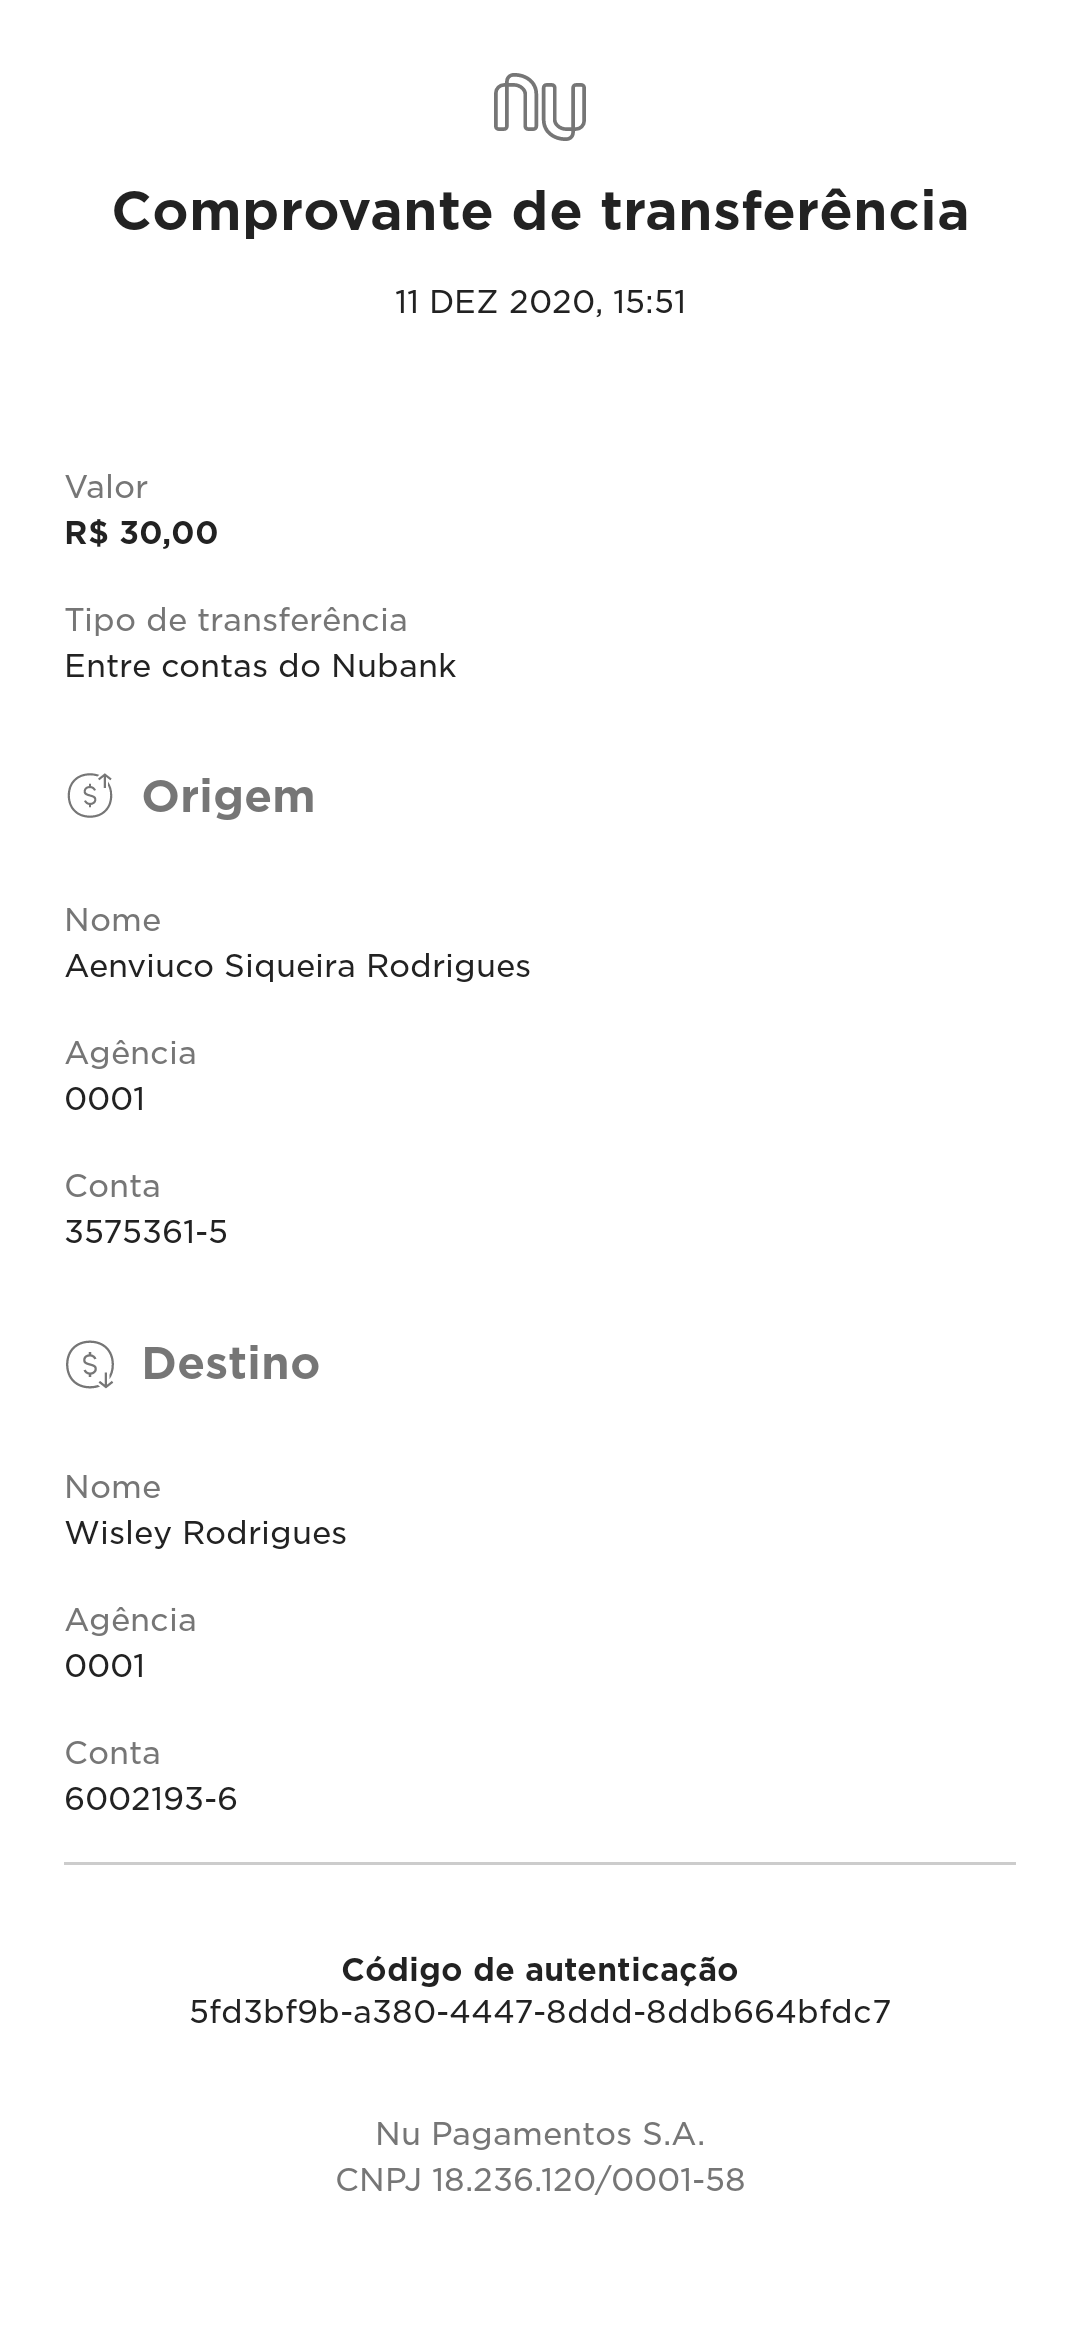 nu
Comprovante de transferência
11 DEZ 2020, 15:51
Valor
R$ 30,00
Tipo de transferência
Entre contas do Nubank
Origem
Nome
Aenviuco Siqueira Rodrigues
Agência
0001
Conta
3575361-5
Destino
Nome
Wisley Rodrigues
Agência
0001
Conta
6002193-6
Código de autenticação
5fd3bf9b-a380-4447-8ddd-8ddb664bfdc7
Nu Pagamentos S.A.
CNPJ 18.236.120/0001-58